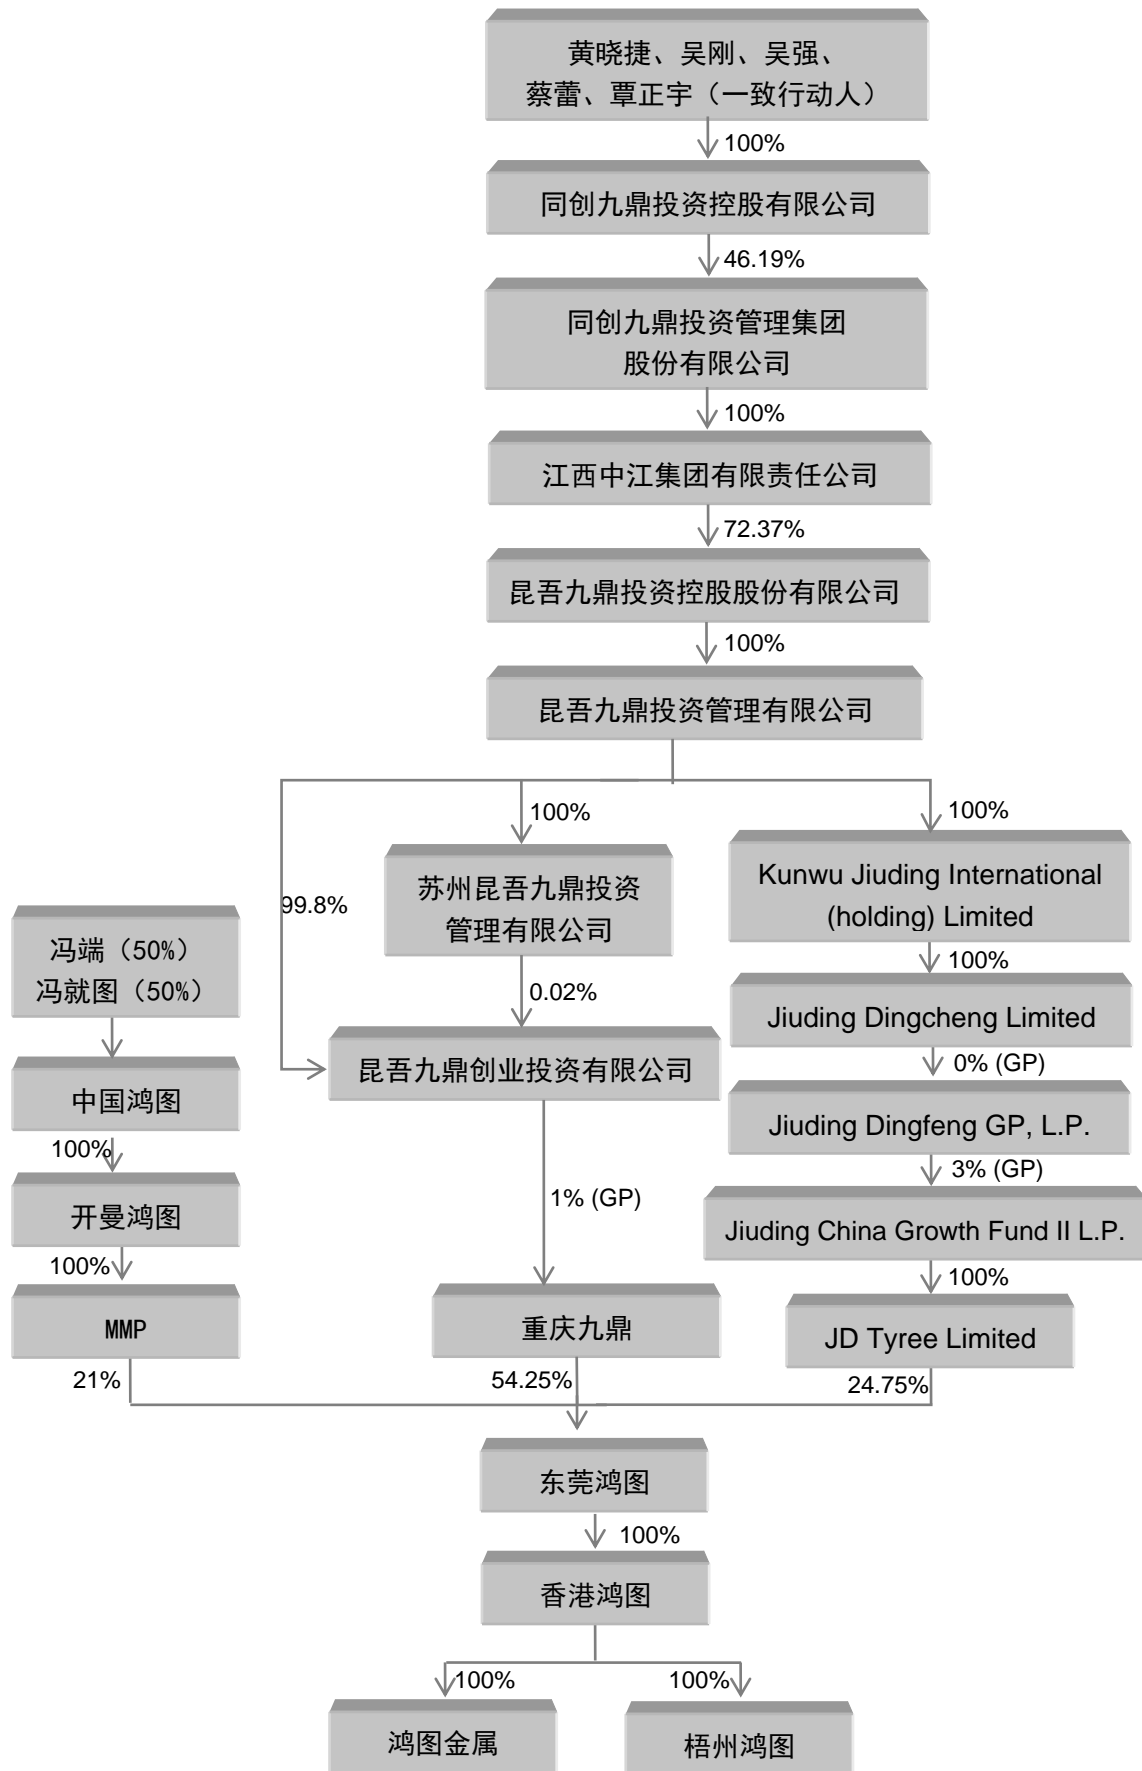 黄晓捷、吴刚、吴强、
蔡蕾、覃正宇（一致行动人）
100%
同创九鼎投资控股有限公司
46.19%
同创九鼎投资管理集团
股份有限公司
100%
江西中江集团有限责任公司
72.37%
昆吾九鼎投资控股股份有限公司
100%
昆吾九鼎投资管理有限公司
99.8%
100%
苏州昆吾九鼎投资
管理有限公司
0.02%
昆吾九鼎创业投资有限公司
1% (GP)
重庆九鼎
54.25%
100%
Kunwu Jiuding International
(holding) Limited
100%
Jiuding Dingcheng Limited
0% (GP)
Jiuding Dingfeng GP, L.P.
3% (GP)
Jiuding China Growth Fund II L.P.
100%
JD Tyree Limited
24.75%
冯端（50%）
冯就图（50%）
中国鸿图
100%
开曼鸿图
100%
MMP
21%
东莞鸿图
100%
香港鸿图
100%
鸿图金属
100%
梧州鸿图